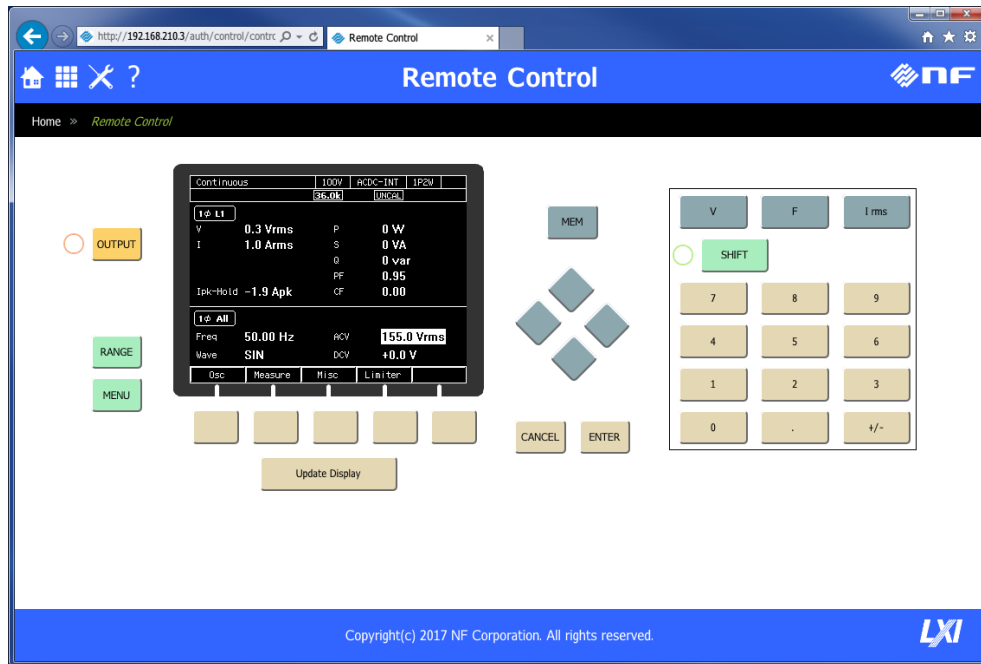 http://192.168.210.3/auth/control/contrc
Remote Control
?
Remote Control
NF
Home » Remote Control
Continuous 100V ACDC-INT 1P2W
36.0k UNCAL
1φ L1
V 0.3 Vrms P 0 W
I 1.0 Arms S 0 VA
Q 0 var
PF 0.95
Ipk-Hold -1.9 Apk CF 0.00
1φ All
Freq 50.00 Hz ACV 155.0 Vrms
Wave SIN DCV +0.0 V
Osc Measure Misc Limiter
OUTPUT
RANGE
MENU
Update Display
MEM
CANCEL ENTER
V F I rms
SHIFT
7 8 9
4 5 6
1 2 3
0 . +/-
Copyright(c) 2017 NF Corporation. All rights reserved.
LXI